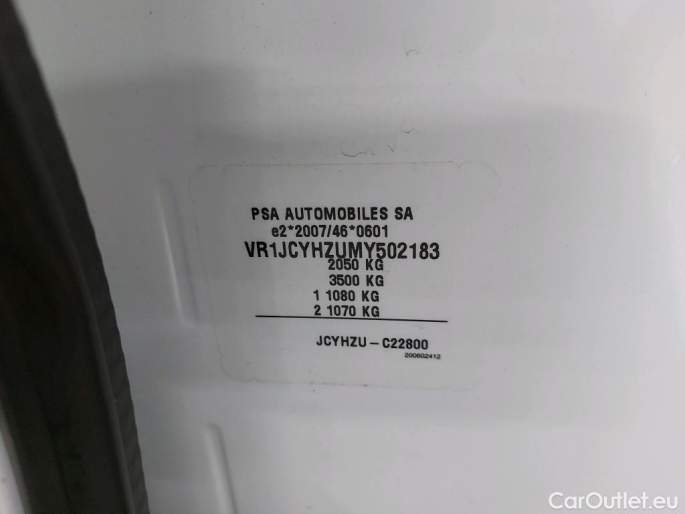 PSA AUTOMOBILES SA
e2*2007/46*0601
VR1JCYHZUMY502183
2050 KG
3500 KG
1 1080 KG
2 1070 KG
JCYHZU – C22800
200602412
CarOutlet.eu